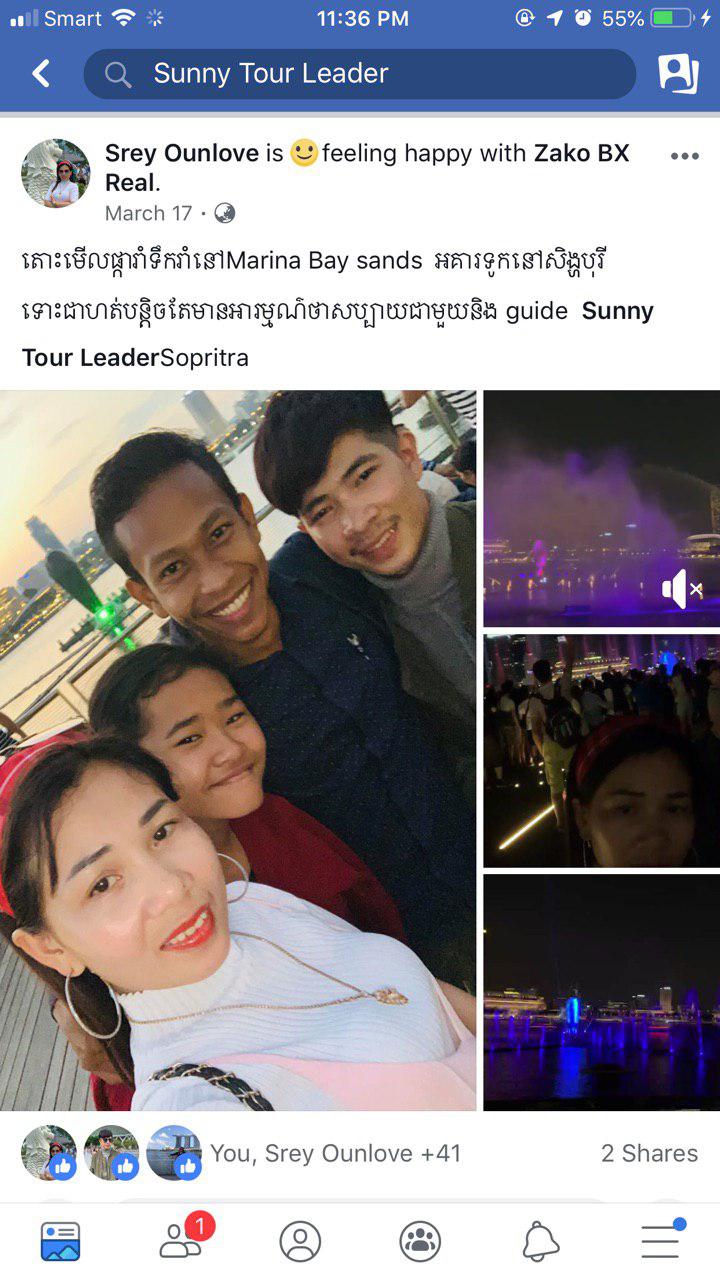 Smart 11:36 PM 55%
Sunny Tour Leader
Srey Ounlove is feeling happy with Zako BX
Real.
March 17 ·
តោះមើលផ្ការាំទឹករាំនៅMarina Bay sands អគារទូកនៅសិង្ហបុរី
ទោះជាហត់បន្តិចតែមានអារម្មណ៍ថាសប្បាយជាមួយនិង guide Sunny
Tour LeaderSopritra
You, Srey Ounlove +41 2 Shares
1